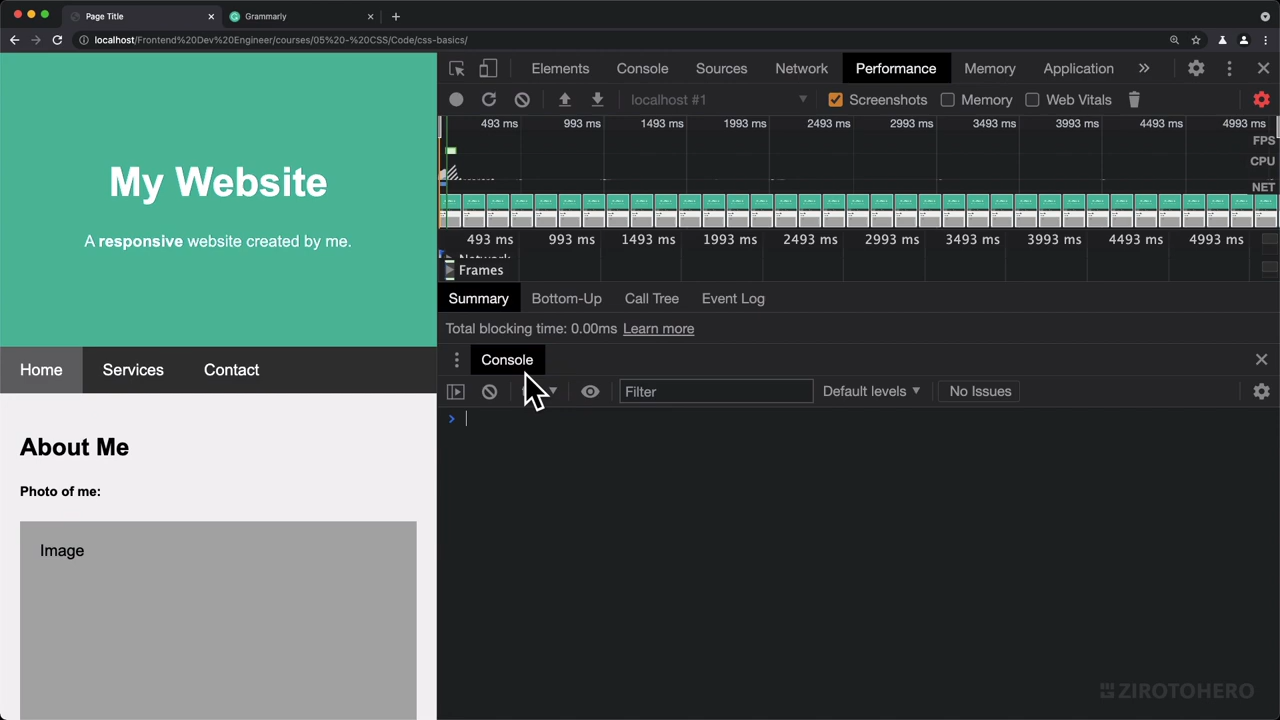 Page Title
Grammarly
localhost/Frontend%20Dev%20Engineer/courses/05%20-%20CSS/Code/css-basics/
My Website
A responsive website created by me.
Home Services Contact
About Me
Photo of me:
Image
Elements Console Sources Network Performance Memory Application
localhost #1 Screenshots Memory Web Vitals
493 ms 993 ms 1493 ms 1993 ms 2493 ms 2993 ms 3493 ms 3993 ms 4493 ms 4993 ms
FPS
CPU
NET
493 ms 993 ms 1493 ms 1993 ms 2493 ms 2993 ms 3493 ms 3993 ms 4493 ms 4993 ms
Network
Frames
Summary Bottom-Up Call Tree Event Log
Total blocking time: 0.00ms Learn more
Console
Filter Default levels No Issues
ZIROTOHERO